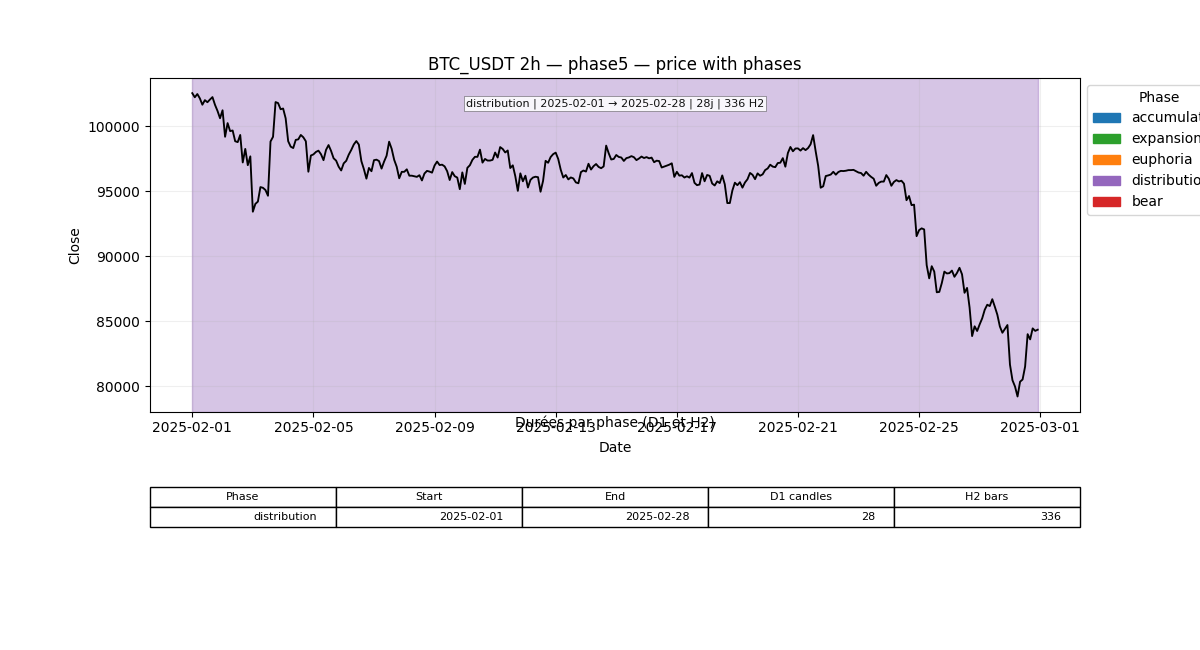 BTC_USDT 2h — phase5 — price with phases
distribution | 2025-02-01 → 2025-02-28 | 28j | 336 H2
Phase
accumulat
expansion
euphoria
distributio
bear
Close
100000
95000
90000
85000
80000
Durées par phase (D1 et H2)
2025-02-01 2025-02-05 2025-02-09 2025-02-13 2025-02-17 2025-02-21 2025-02-25 2025-03-01
Date
Phase Start End D1 candles H2 bars
distribution 2025-02-01 2025-02-28 28 336